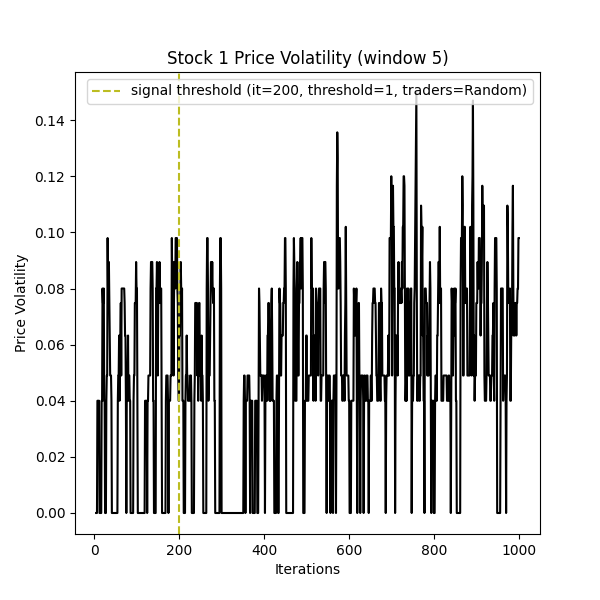 Stock 1 Price Volatility (window 5)
signal threshold (it=200, threshold=1, traders=Random)
0.14
0.12
0.10
0.08
0.06
0.04
0.02
0.00
Price Volatility
0 200 400 600 800 1000
Iterations